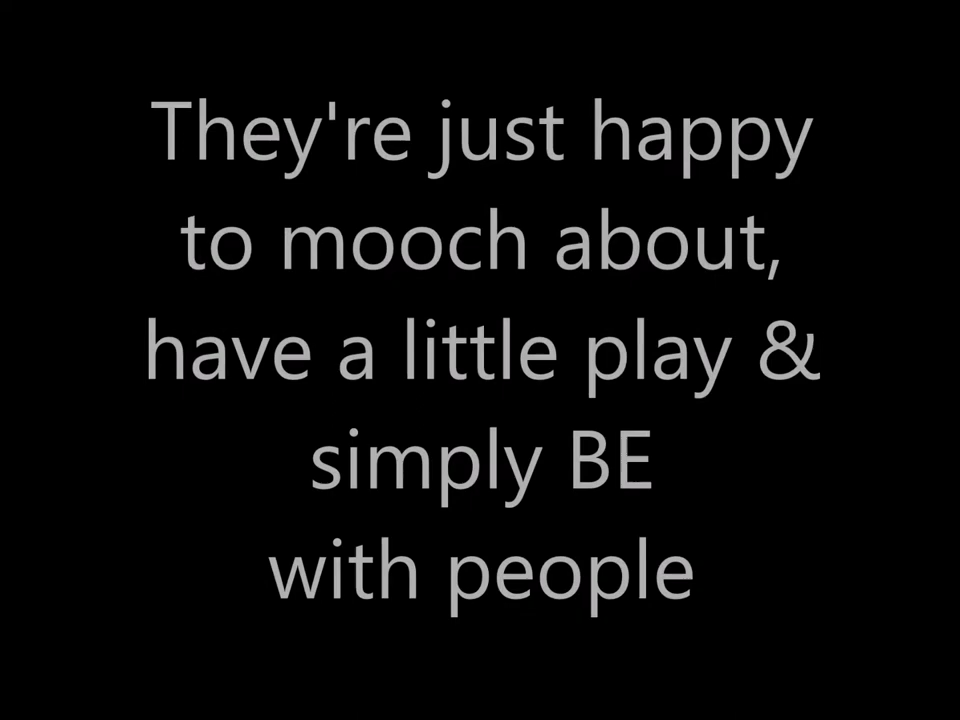 They're just happy
to mooch about,
have a little play &
simply BE
with people